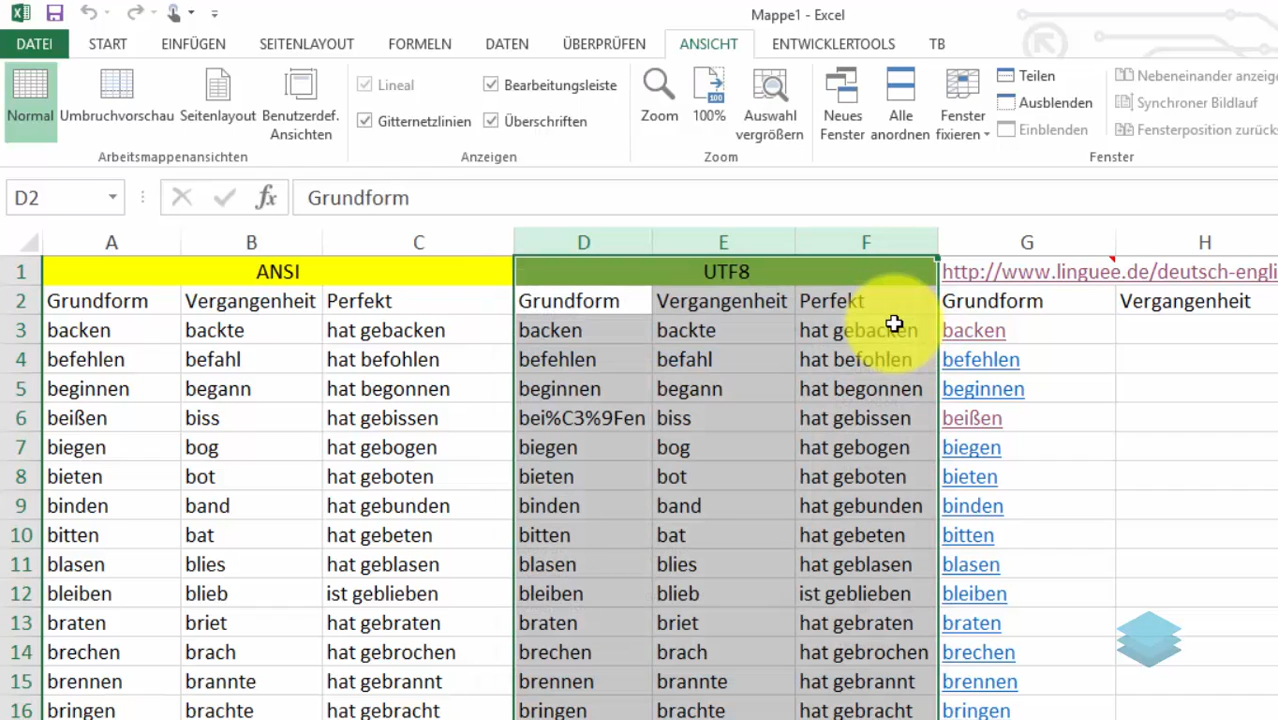 Mappe1 - Excel
DATEI START EINFÜGEN SEITENLAYOUT FORMELN DATEN ÜBERPRÜFEN ANSICHT ENTWICKLERTOOLS TB
Normal Umbruchvorschau Seitenlayout Benutzerdef. Ansichten
Lineal Bearbeitungsleiste
Gitternetzlinien Überschriften
Zoom 100% Auswahl vergrößern
Neues Fenster Alle anordnen Fenster fixieren
Teilen Nebeneinander anzeige
Ausblenden Synchroner Bildlauf
Einblenden Fensterposition zurücks
Arbeitsmappenansichten Anzeigen Zoom Fenster
D2 fx Grundform
A B C D E F G H
1 ANSI UTF8 http://www.linguee.de/deutsch-engli
2 Grundform Vergangenheit Perfekt Grundform Vergangenheit Perfekt Grundform Vergangenheit
3 backen backte hat gebacken backen backte hat gebacken backen
4 befehlen befahl hat befohlen befehlen befahl hat befohlen befehlen
5 beginnen begann hat begonnen beginnen begann hat begonnen beginnen
6 beißen biss hat gebissen bei%C3%9Fen biss hat gebissen beißen
7 biegen bog hat gebogen biegen bog hat gebogen biegen
8 bieten bot hat geboten bieten bot hat geboten bieten
9 binden band hat gebunden binden band hat gebunden binden
10 bitten bat hat gebeten bitten bat hat gebeten bitten
11 blasen blies hat geblasen blasen blies hat geblasen blasen
12 bleiben blieb ist geblieben bleiben blieb ist geblieben bleiben
13 braten briet hat gebraten braten briet hat gebraten braten
14 brechen brach hat gebrochen brechen brach hat gebrochen brechen
15 brennen brannte hat gebrannt brennen brannte hat gebrannt brennen
16 bringen brachte hat gebracht bringen brachte hat gebracht bringen